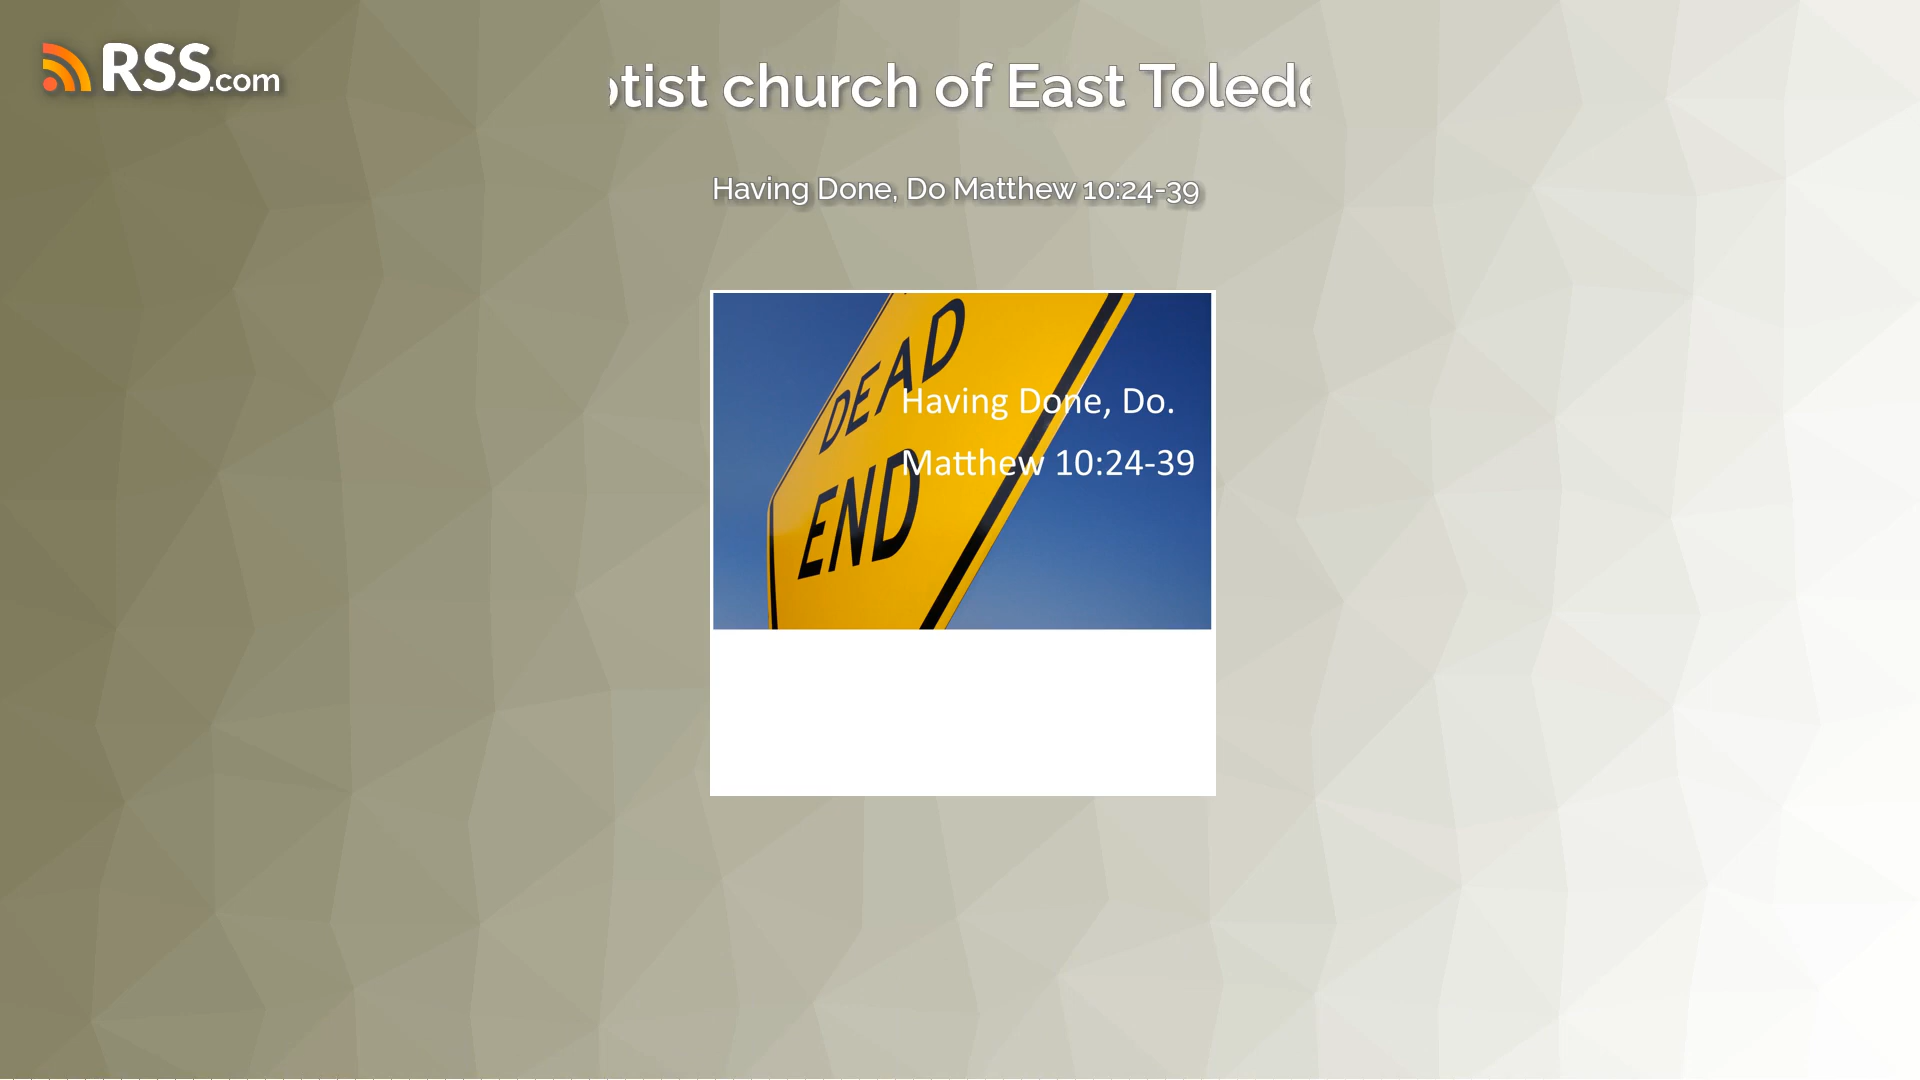 RSS.com
tist church of East Toled
Having Done, Do Matthew 10:24-39
DEAD
END
Having Done, Do.
Matthew 10:24-39